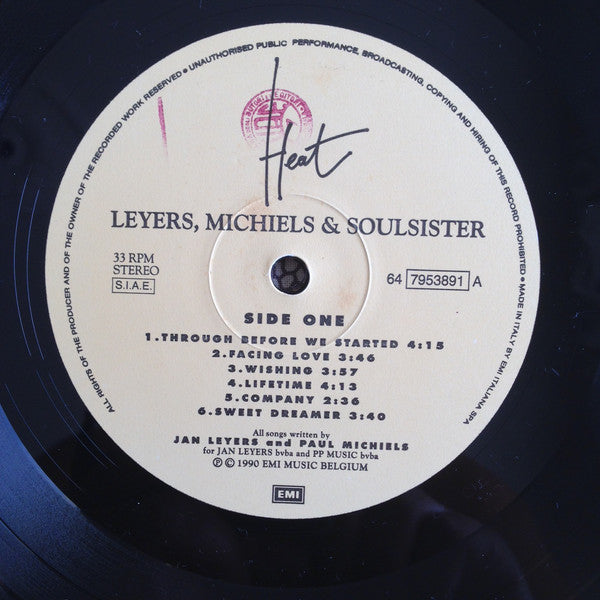 ALL RIGHTS OF THE PRODUCER AND OF THE OWNER OF THE RECORDED WORK RESERVED • UNAUTHORISED PUBLIC PERFORMANCE, BROADCASTING, COPYING AND HIRING OF THIS RECORD PROHIBITED • MADE IN ITALY BY EMI ITALIANA SPA
Heat
LEYERS, MICHIELS & SOULSISTER
33 RPM
STEREO
S.I.A.E.
64 7953891 A
SIDE ONE
1.THROUGH BEFORE WE STARTED 4:15
2.FACING LOVE 3:46
3.WISHING 3:57
4.LIFETIME 4:13
5.COMPANY 2:36
6.SWEET DREAMER 3:40
All songs written by
JAN LEYERS and PAUL MICHIELS
for JAN LEYERS bvba and PP MUSIC bvba
℗ © 1990 EMI MUSIC BELGIUM
EMI